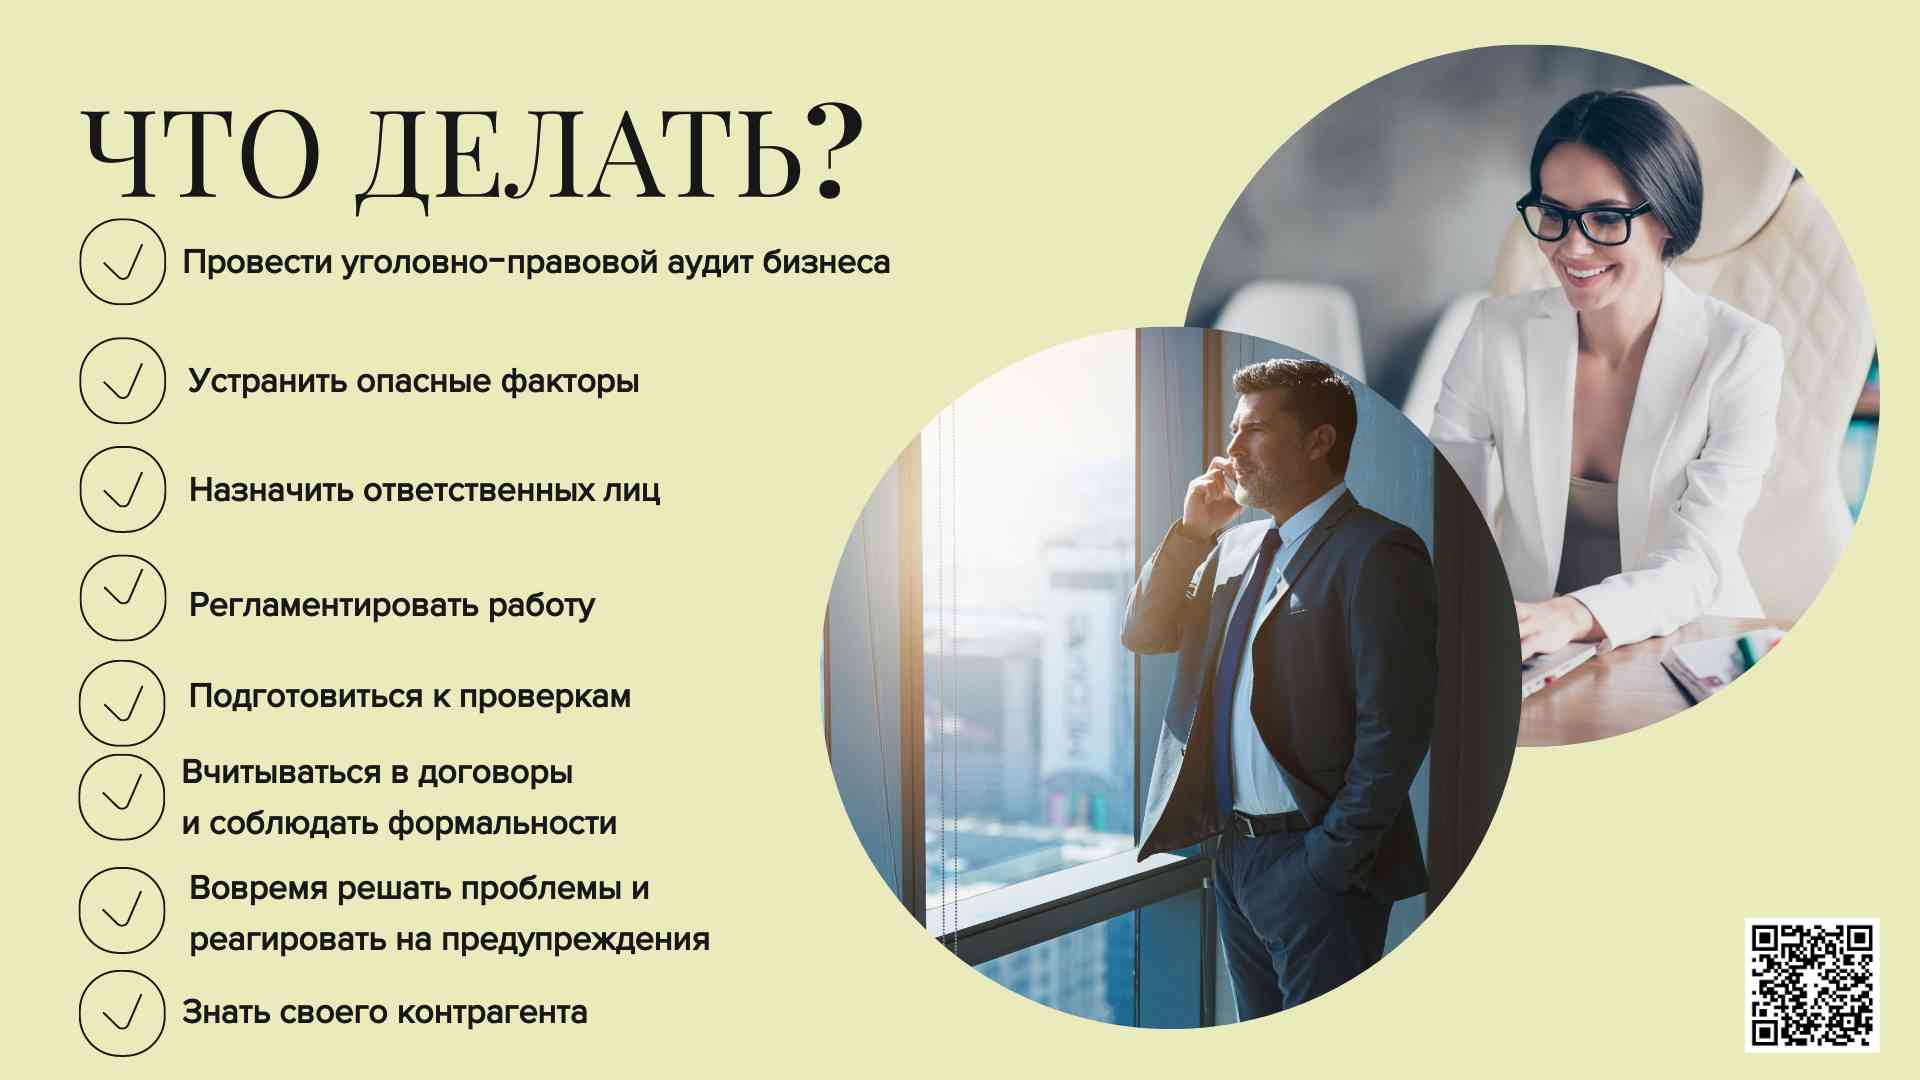 ЧТО ДЕЛАТЬ?
Провести уголовно-правовой аудит бизнеса
Устранить опасные факторы
Назначить ответственных лиц
Регламентировать работу
Подготовиться к проверкам
Вчитываться в договоры
и соблюдать формальности
Вовремя решать проблемы и
реагировать на предупреждения
Знать своего контрагента